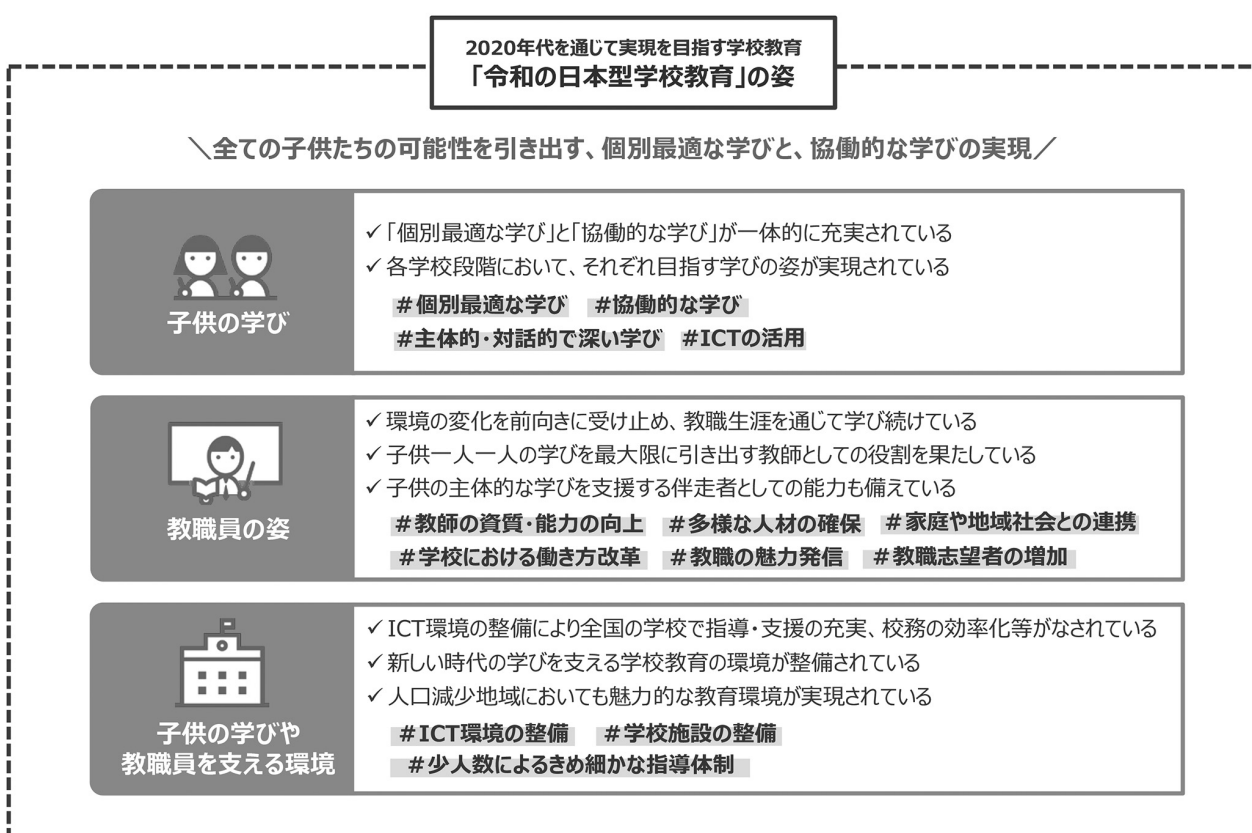 2020年代を通じて実現を目指す学校教育
「令和の日本型学校教育」の姿
＼全ての子供たちの可能性を引き出す、個別最適な学びと、協働的な学びの実現／
子供の学び
✓「個別最適な学び」と「協働的な学び」が一体的に充実されている
✓各学校段階において、それぞれ目指す学びの姿が実現されている
＃個別最適な学び ＃協働的な学び
＃主体的・対話的で深い学び ＃ICTの活用
教職員の姿
✓環境の変化を前向きに受け止め、教職生涯を通じて学び続けている
✓子供一人一人の学びを最大限に引き出す教師としての役割を果たしている
✓子供の主体的な学びを支援する伴走者としての能力も備えている
＃教師の資質・能力の向上 ＃多様な人材の確保 ＃家庭や地域社会との連携
＃学校における働き方改革 ＃教職の魅力発信 ＃教職志望者の増加
子供の学びや
教職員を支える環境
✓ICT環境の整備により全国の学校で指導・支援の充実、校務の効率化等がなされている
✓新しい時代の学びを支える学校教育の環境が整備されている
✓人口減少地域においても魅力的な教育環境が実現されている
＃ICT環境の整備 ＃学校施設の整備
＃少人数によるきめ細かな指導体制